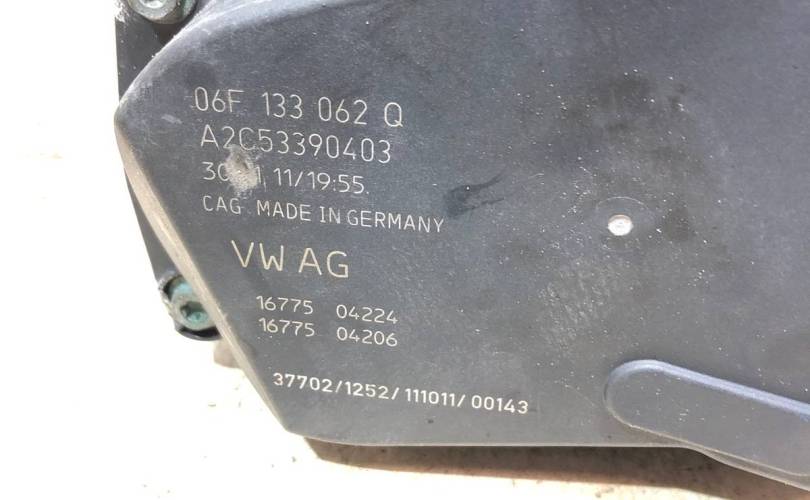 06F 133 062 Q
A2C53390403
11/19:55.
CAG MADE IN GERMANY
VW AG
16775 04224
16775 04206
37702/1252/111011/00143